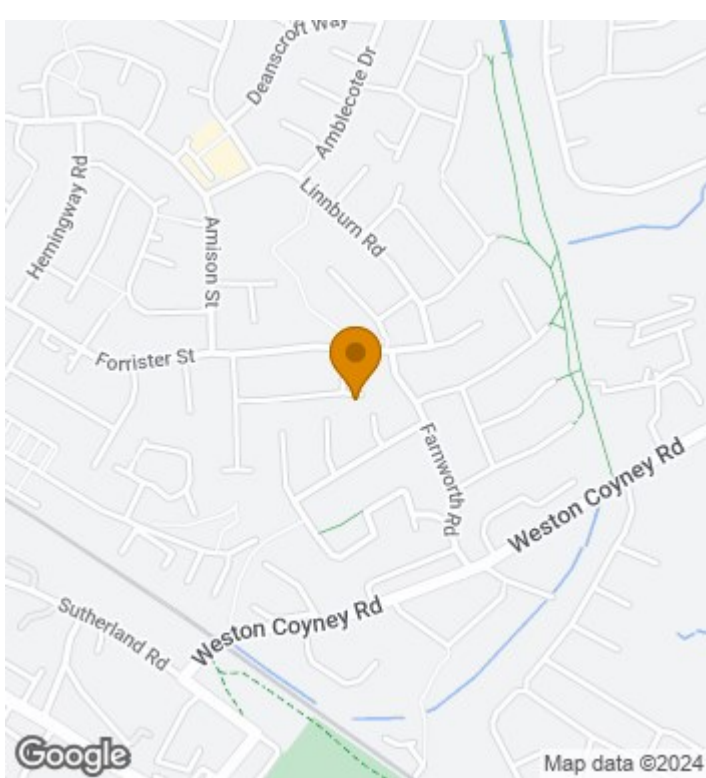 Deanscroft Way
Amblecote Dr
Hemingway Rd
Linnburn Rd
Amison St
Forrister St
Farnworth Rd
Weston Coyney Rd
Weston Coyney Rd
Sutherland Rd
Google
Map data ©2024